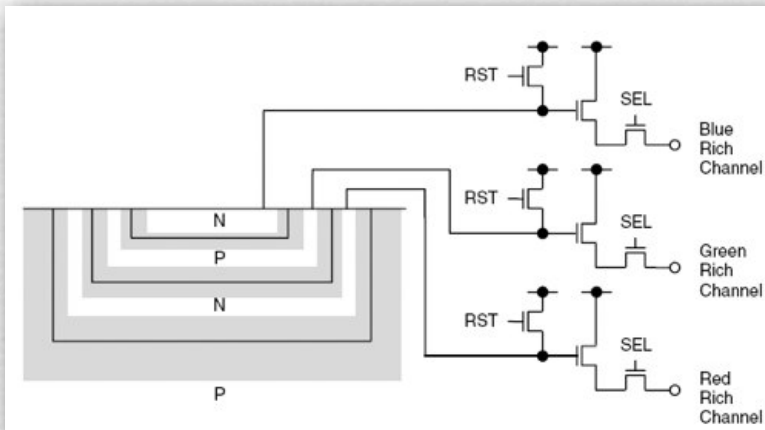 RST
SEL
Blue
Rich
Channel
RST
SEL
Green
Rich
Channel
N
P
N
P
RST
SEL
Red
Rich
Channel